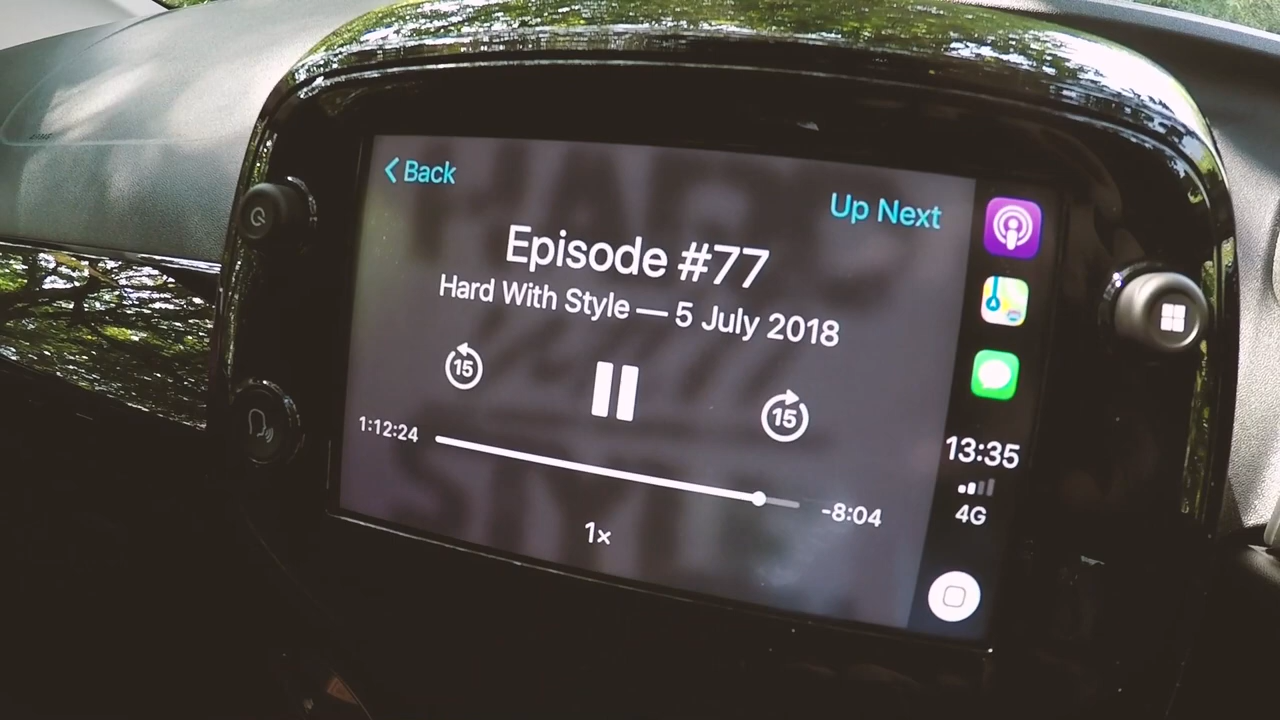 Back
Up Next
Episode #77
Hard With Style — 5 July 2018
15
15
1:12:24
-8:04
1×
13:35
4G